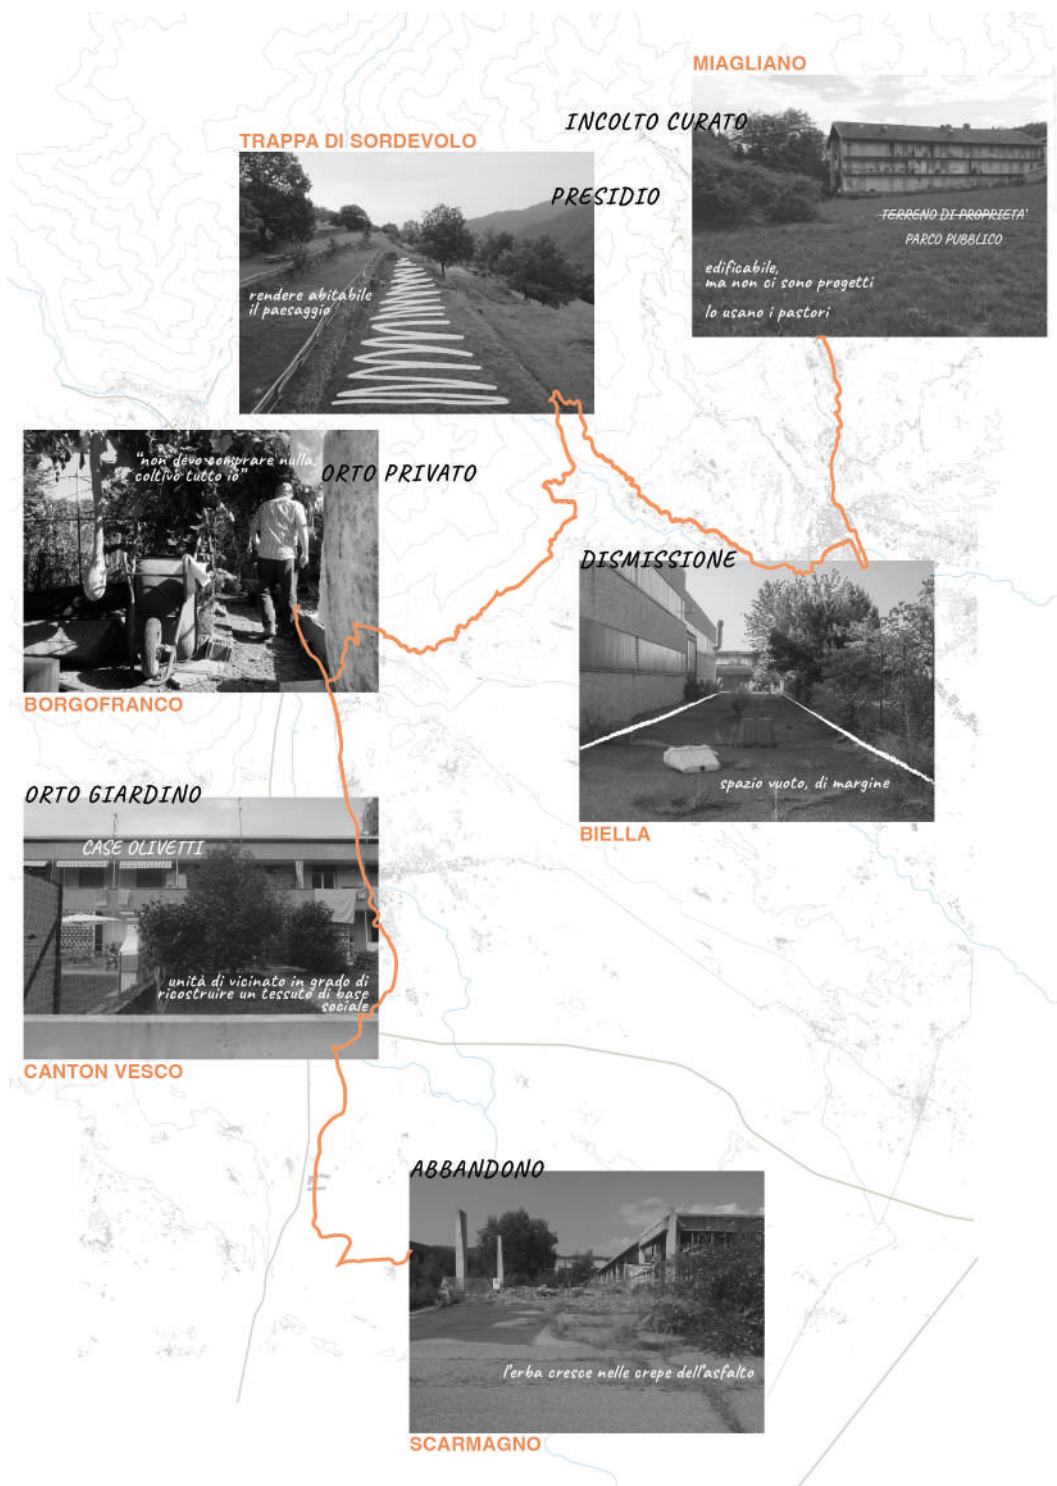 MIAGLIANO
INCOLTO CURATO
TERRENO DI PROPRIETA'
PARCO PUBBLICO
edificabile,
ma non ci sono progetti
lo usano i pastori
TRAPPA DI SORDEVOLO
PRESIDIO
rendere abitabile
il paesaggio
"non devo comprare nulla,
coltivo tutto io"
ORTO PRIVATO
BORGOFRANCO
DISMISSIONE
spazio vuoto, di margine
BIELLA
ORTO GIARDINO
CASE OLIVETTI
unità di vicinato in grado di
ricostruire un tessuto di base
sociale
CANTON VESCO
ABBANDONO
l'erba cresce nelle crepe dell'asfalto
SCARMAGNO